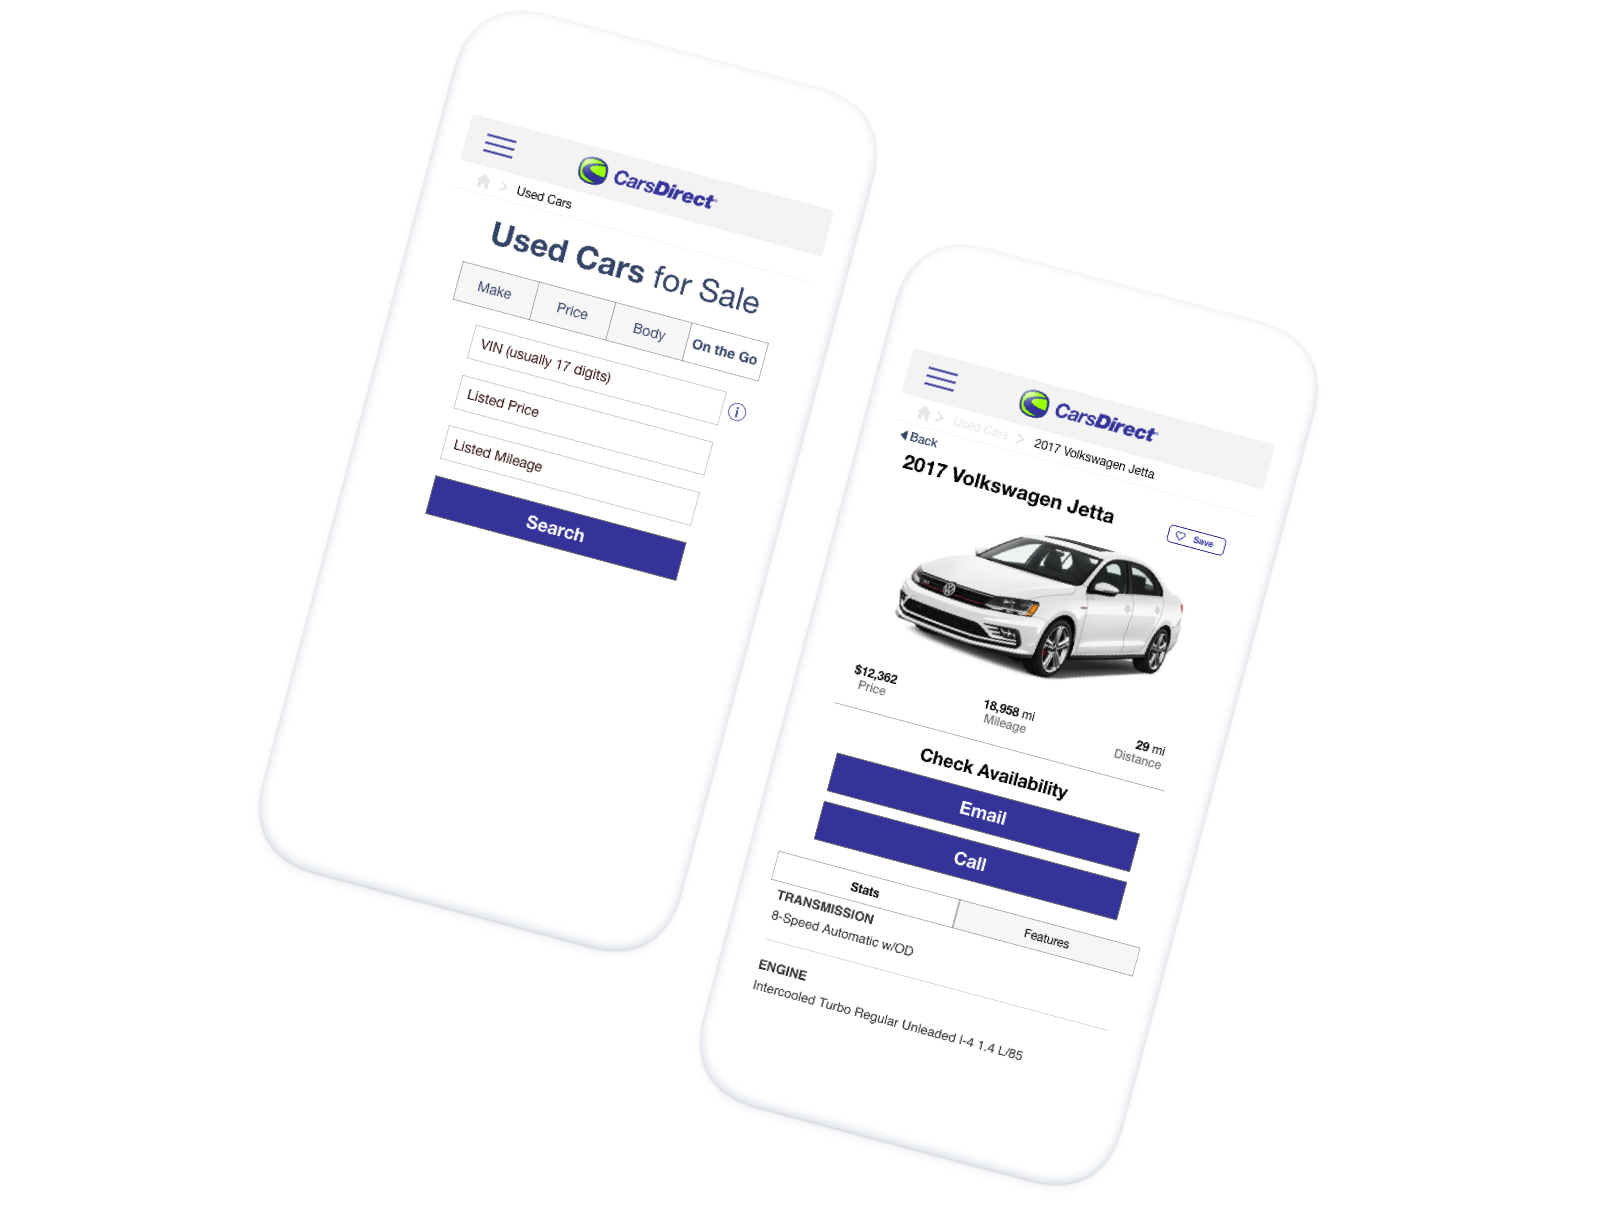 CarsDirect
Used Cars
Used Cars for Sale
Make
Price
Body
On the Go
VIN (usually 17 digits)
i
Listed Price
Listed Mileage
Search
CarsDirect
Used Cars
2017 Volkswagen Jetta
Back
2017 Volkswagen Jetta
Save
$12,362
Price
18,958 mi
Mileage
29 mi
Distance
Check Availability
Email
Call
Stats
Features
TRANSMISSION
8-Speed Automatic w/OD
ENGINE
Intercooled Turbo Regular Unleaded I-4 1.4 L/85